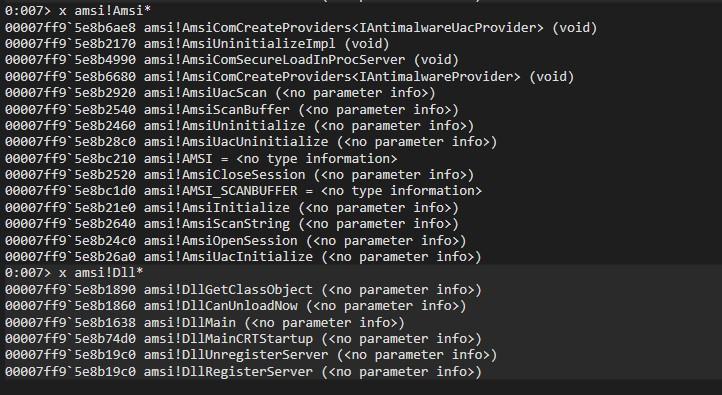 0:007> x amsi!Amsi*
00007ff9`5e8b6ae8 amsi!AmsiComCreateProviders<IAntimalwareUacProvider> (void)
00007ff9`5e8b2170 amsi!AmsiUninitializeImpl (void)
00007ff9`5e8b4990 amsi!AmsiComSecureLoadInProcServer (void)
00007ff9`5e8b6680 amsi!AmsiComCreateProviders<IAntimalwareProvider> (void)
00007ff9`5e8b2920 amsi!AmsiUacScan (<no parameter info>)
00007ff9`5e8b2540 amsi!AmsiScanBuffer (<no parameter info>)
00007ff9`5e8b2460 amsi!AmsiUninitialize (<no parameter info>)
00007ff9`5e8b28c0 amsi!AmsiUacUninitialize (<no parameter info>)
00007ff9`5e8bc210 amsi!AMSI = <no type information>
00007ff9`5e8b2520 amsi!AmsiCloseSession (<no parameter info>)
00007ff9`5e8bc1d0 amsi!AMSI_SCANBUFFER = <no type information>
00007ff9`5e8b21e0 amsi!AmsiInitialize (<no parameter info>)
00007ff9`5e8b2640 amsi!AmsiScanString (<no parameter info>)
00007ff9`5e8b24c0 amsi!AmsiOpenSession (<no parameter info>)
00007ff9`5e8b26a0 amsi!AmsiUacInitialize (<no parameter info>)
0:007> x amsi!Dll*
00007ff9`5e8b1890 amsi!DllGetClassObject (<no parameter info>)
00007ff9`5e8b1860 amsi!DllCanUnloadNow (<no parameter info>)
00007ff9`5e8b1638 amsi!DllMain (<no parameter info>)
00007ff9`5e8b74d0 amsi!DllMainCRTStartup (<no parameter info>)
00007ff9`5e8b19c0 amsi!DllUnregisterServer (<no parameter info>)
00007ff9`5e8b19c0 amsi!DllRegisterServer (<no parameter info>)